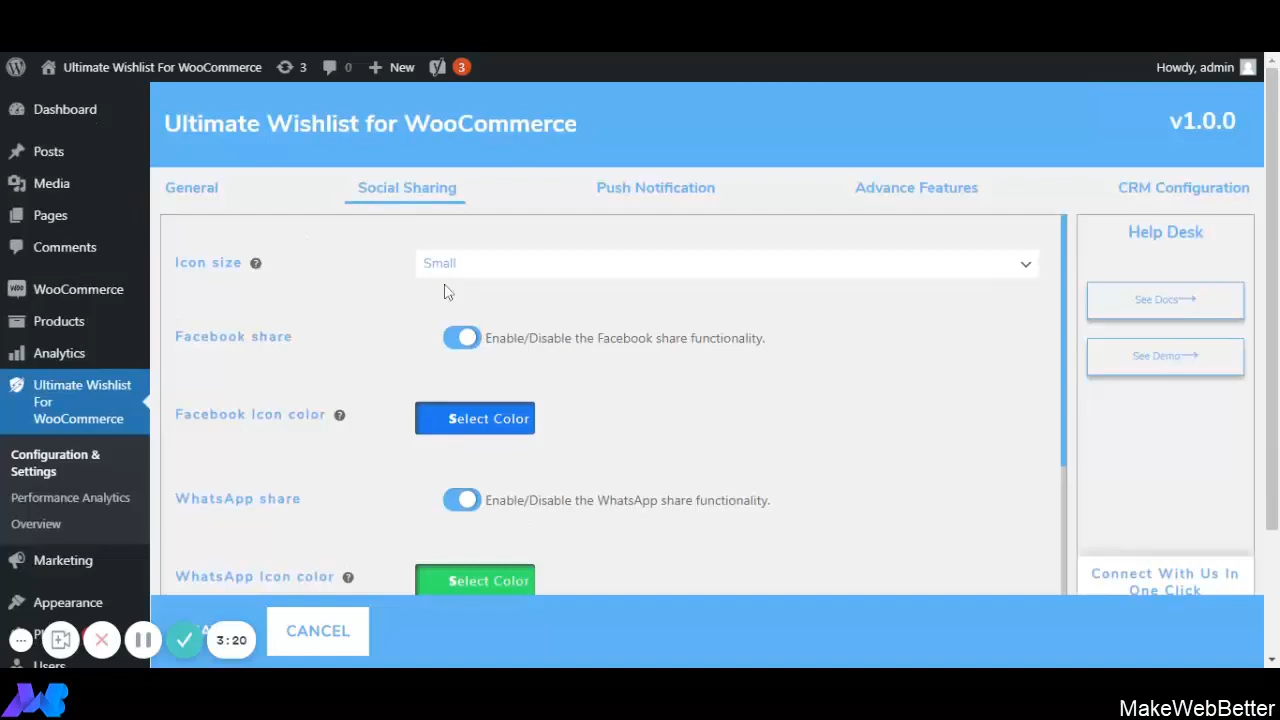 Ultimate Wishlist For WooCommerce 3 0 New 3 Howdy, admin
Dashboard
Posts
Media
Pages
Comments
WooCommerce
Products
Analytics
Ultimate Wishlist
For
WooCommerce
Configuration &
Settings
Performance Analytics
Overview
Marketing
Appearance
Users
Ultimate Wishlist for WooCommerce v1.0.0
General Social Sharing Push Notification Advance Features CRM Configuration
Icon size ? Small
Facebook share Enable/Disable the Facebook share functionality.
Facebook Icon color ? Select Color
WhatsApp share Enable/Disable the WhatsApp share functionality.
WhatsApp Icon color ? Select Color
Help Desk
See Docs
See Demo
Connect With Us In
One Click
3:20
CANCEL
MakeWebBetter